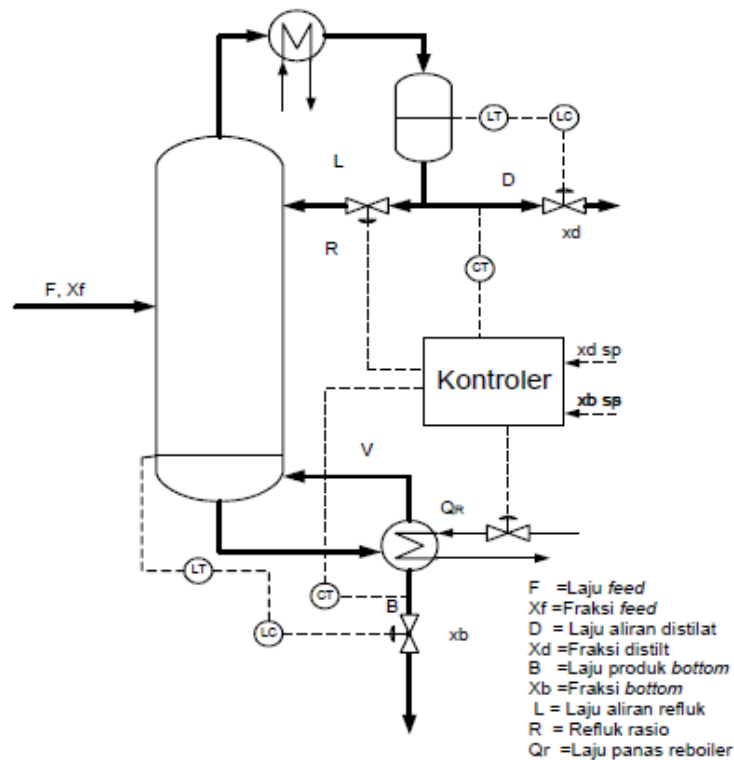 LT
LC
L
D
R
xd
CT
F, Xf
xd sp
Kontroler
xb sp
V
QR
LT
CT
B
LC
xb
F =Laju feed
Xf =Fraksi feed
D = Laju aliran distilat
Xd =Fraksi distilt
B =Laju produk bottom
Xb =Fraksi bottom
L = Laju aliran refluk
R = Refluk rasio
Qr =Laju panas reboiler